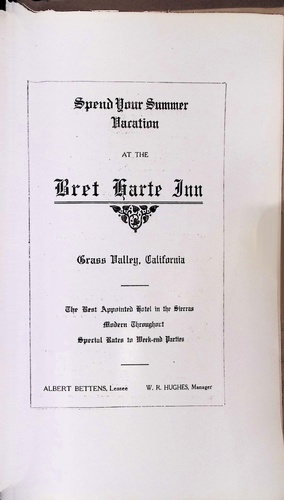 Spend Your Summer
Vacation
AT THE
Bret Harte Inn
Grass Valley, California
The Best Appointed Hotel in the Sierras
Modern Throughout
Special Rates to Week-end Parties
ALBERT BETTENS, Lessee W. R. HUGHES, Manager